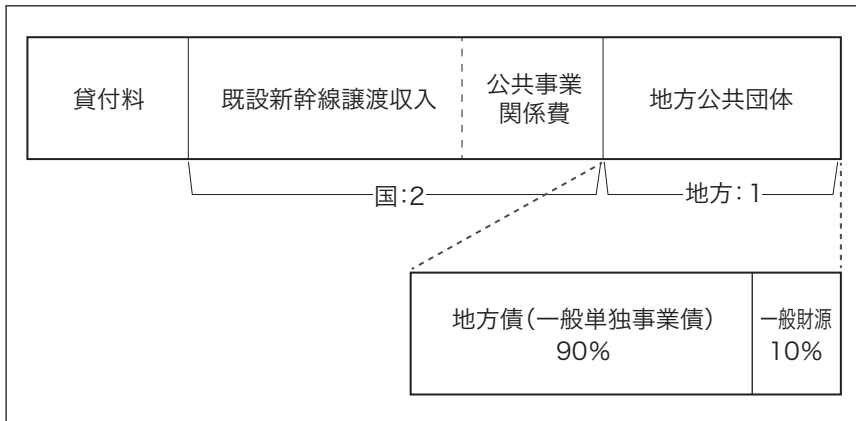 貸付料
既設新幹線譲渡収入
公共事業
関係費
地方公共団体
国：2
地方：1
地方債（一般単独事業債）
90%
一般財源
10%